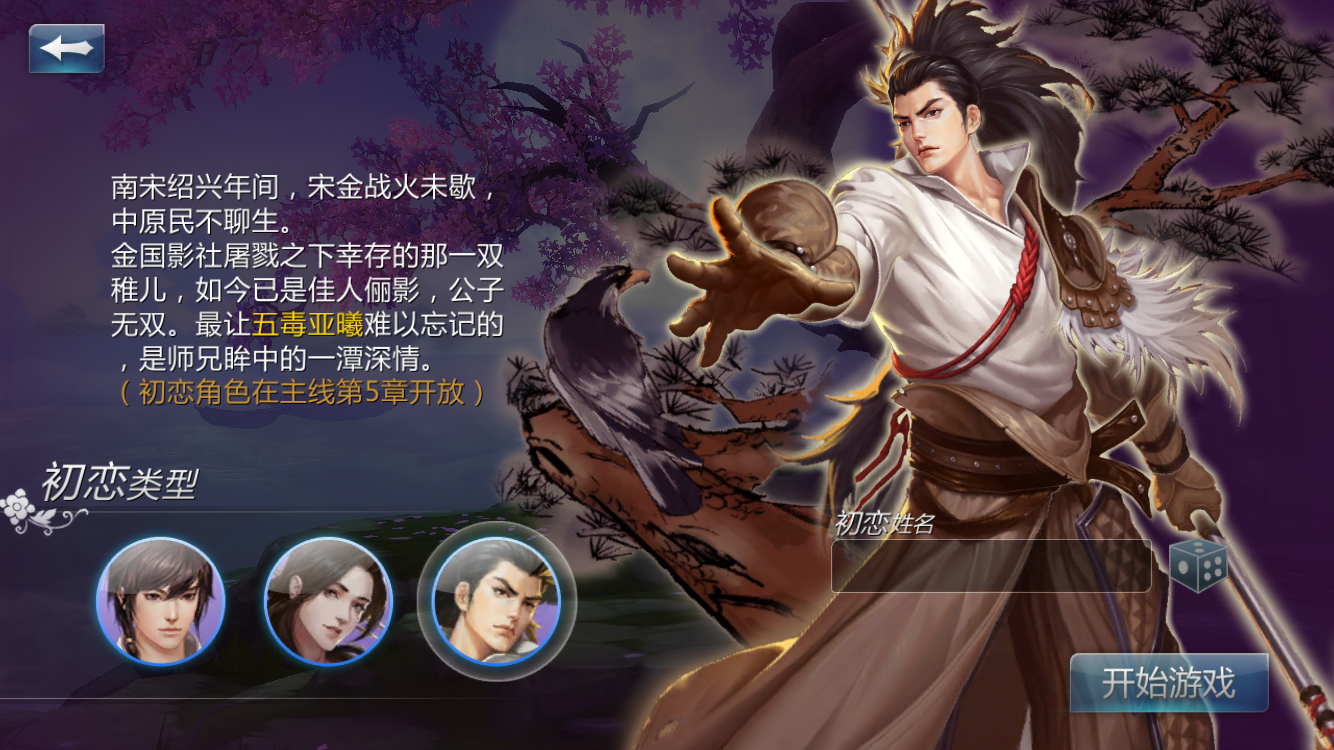 南宋绍兴年间，宋金战火未歇，
中原民不聊生。
金国影社屠戮之下幸存的那一双
稚儿，如今已是佳人俪影，公子
无双。最让五毒亚曦难以忘记的
，是师兄眸中的一潭深情。
（初恋角色在主线第5章开放）
初恋类型
初恋姓名
开始游戏